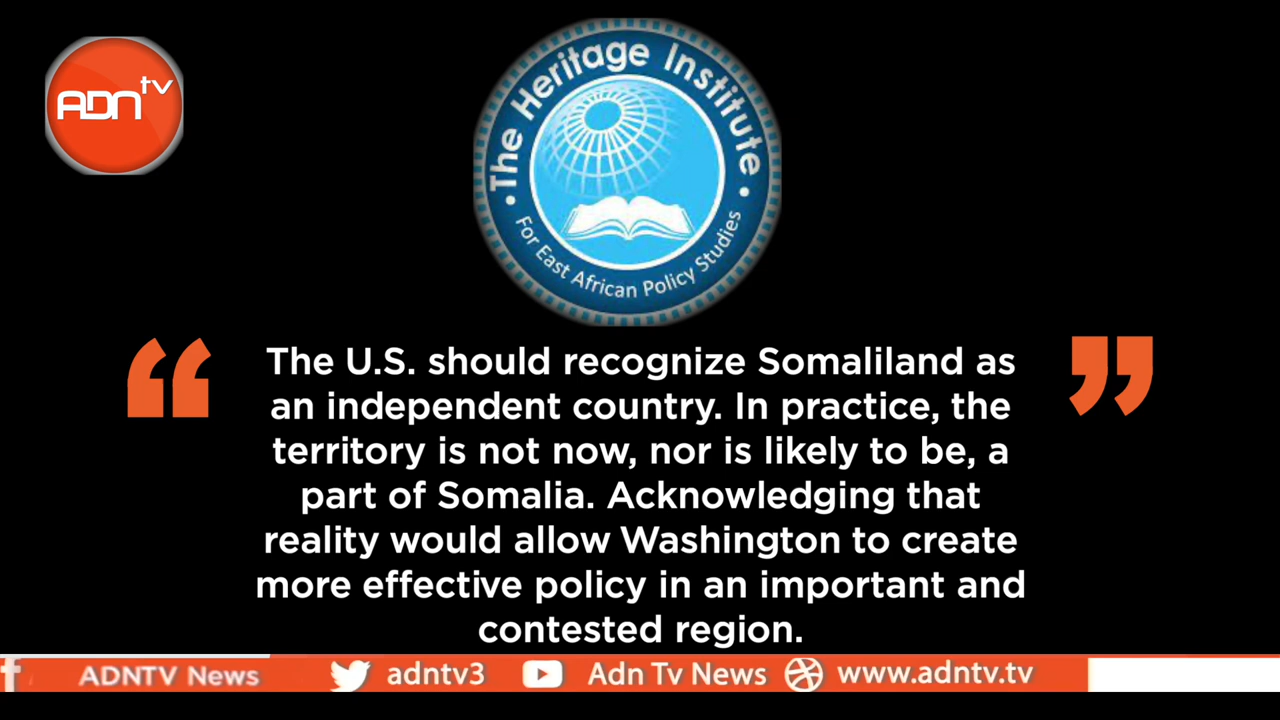 ADN tv
• The Heritage Institute •
For East African Policy Studies
“ The U.S. should recognize Somaliland as ”
an independent country. In practice, the
territory is not now, nor is likely to be, a
part of Somalia. Acknowledging that
reality would allow Washington to create
more effective policy in an important and
contested region.
f ADNTV News adntv3 Adn Tv News www.adntv.tv